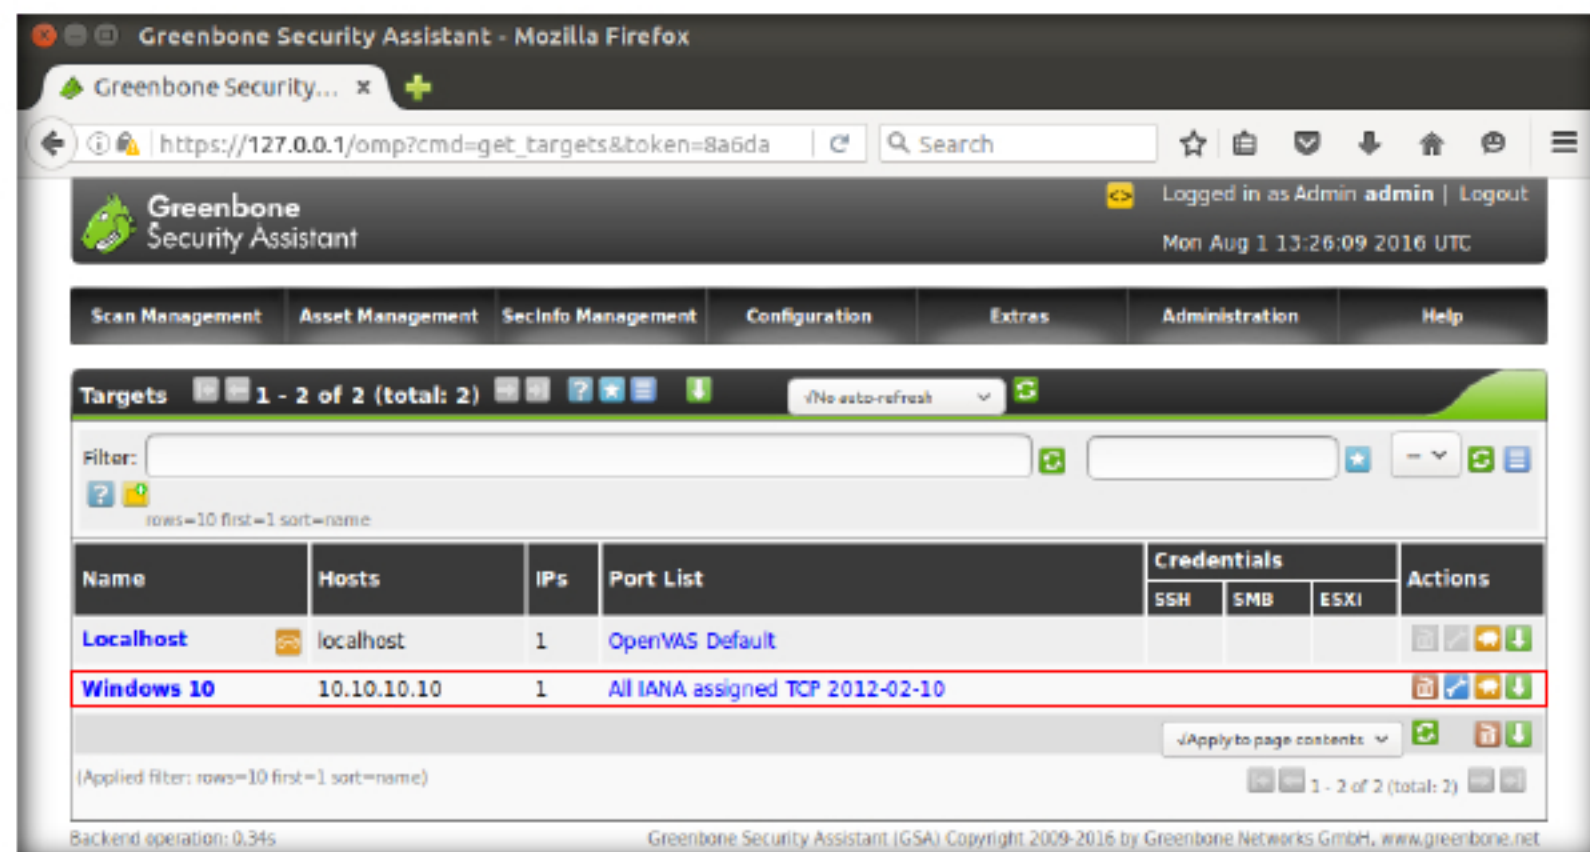 Greenbone Security Assistant - Mozilla Firefox
Greenbone Security... ×
https://127.0.0.1/omp?cmd=get_targets&token=8a6da
Search
Greenbone
Security Assistant
Logged in as Admin admin | Logout
Mon Aug 1 13:26:09 2016 UTC
Scan Management Asset Management SecInfo Management Configuration Extras Administration Help
Targets 1 - 2 of 2 (total: 2) ? √No auto-refresh
Filter:
--
?
rows=10 first=1 sort=name
Name Hosts IPs Port List Credentials Actions
SSH SMB ESXi
Localhost localhost 1 OpenVAS Default
Windows 10 10.10.10.10 1 All IANA assigned TCP 2012-02-10
√Apply to page contents
(Applied filter: rows=10 first=1 sort=name)
1 - 2 of 2 (total: 2)
Backend operation: 0.34s
Greenbone Security Assistant (GSA) Copyright 2009-2016 by Greenbone Networks GmbH, www.greenbone.net